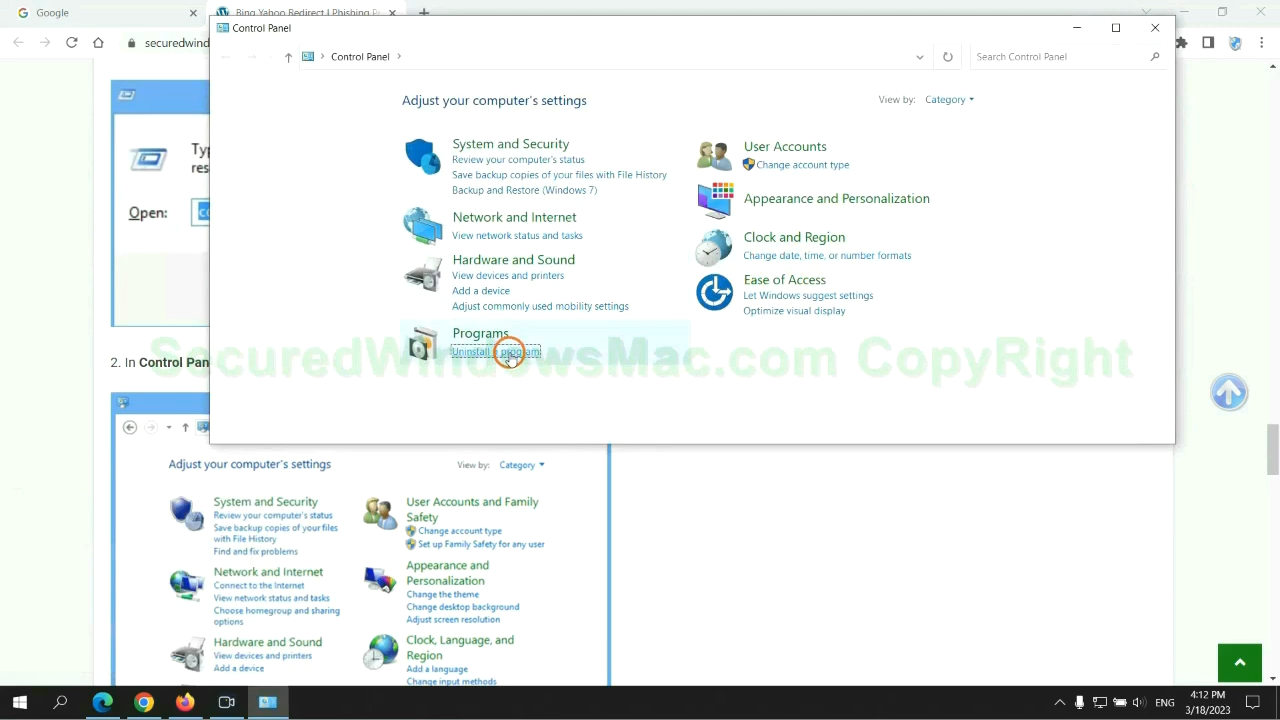 Google
Bing Yahoo Redirect | Phishing
securedwind
Control Panel
Control Panel
Search Control Panel
Adjust your computer's settings
View by: Category
System and Security
Review your computer's status
Save backup copies of your files with File History
Backup and Restore (Windows 7)
Network and Internet
View network status and tasks
Hardware and Sound
View devices and printers
Add a device
Adjust commonly used mobility settings
Programs
Uninstall a program
User Accounts
Change account type
Appearance and Personalization
Clock and Region
Change date, time, or number formats
Ease of Access
Let Windows suggest settings
Optimize visual display
SecuredWindowsMac.com CopyRight
Typ
res
Open:
2. In Control Pan
Adjust your computer's settings
View by: Category
System and Security
Review your computer's status
Save backup copies of your files
with File History
Find and fix problems
Network and Internet
Connect to the Internet
View network status and tasks
Choose homegroup and sharing
options
Hardware and Sound
View devices and printers
Add a device
User Accounts and Family
Safety
Change account type
Set up Family Safety for any user
Appearance and
Personalization
Change the theme
Change desktop background
Adjust screen resolution
Clock, Language, and
Region
Add a language
Change input methods
ENG
4:12 PM
3/18/2023